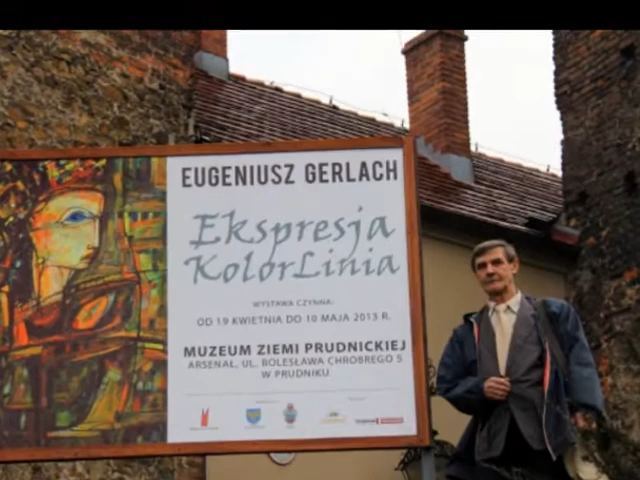 EUGENIUSZ GERLACH
Ekspresja
KolorLinia
WYSTAWA CZYNNA:
OD 19 KWIETNIA DO 10 MAJA 2013 R.
MUZEUM ZIEMI PRUDNICKIEJ
ARSENAŁ, UL. BOLESŁAWA CHROBREGO 5
W PRUDNIKU